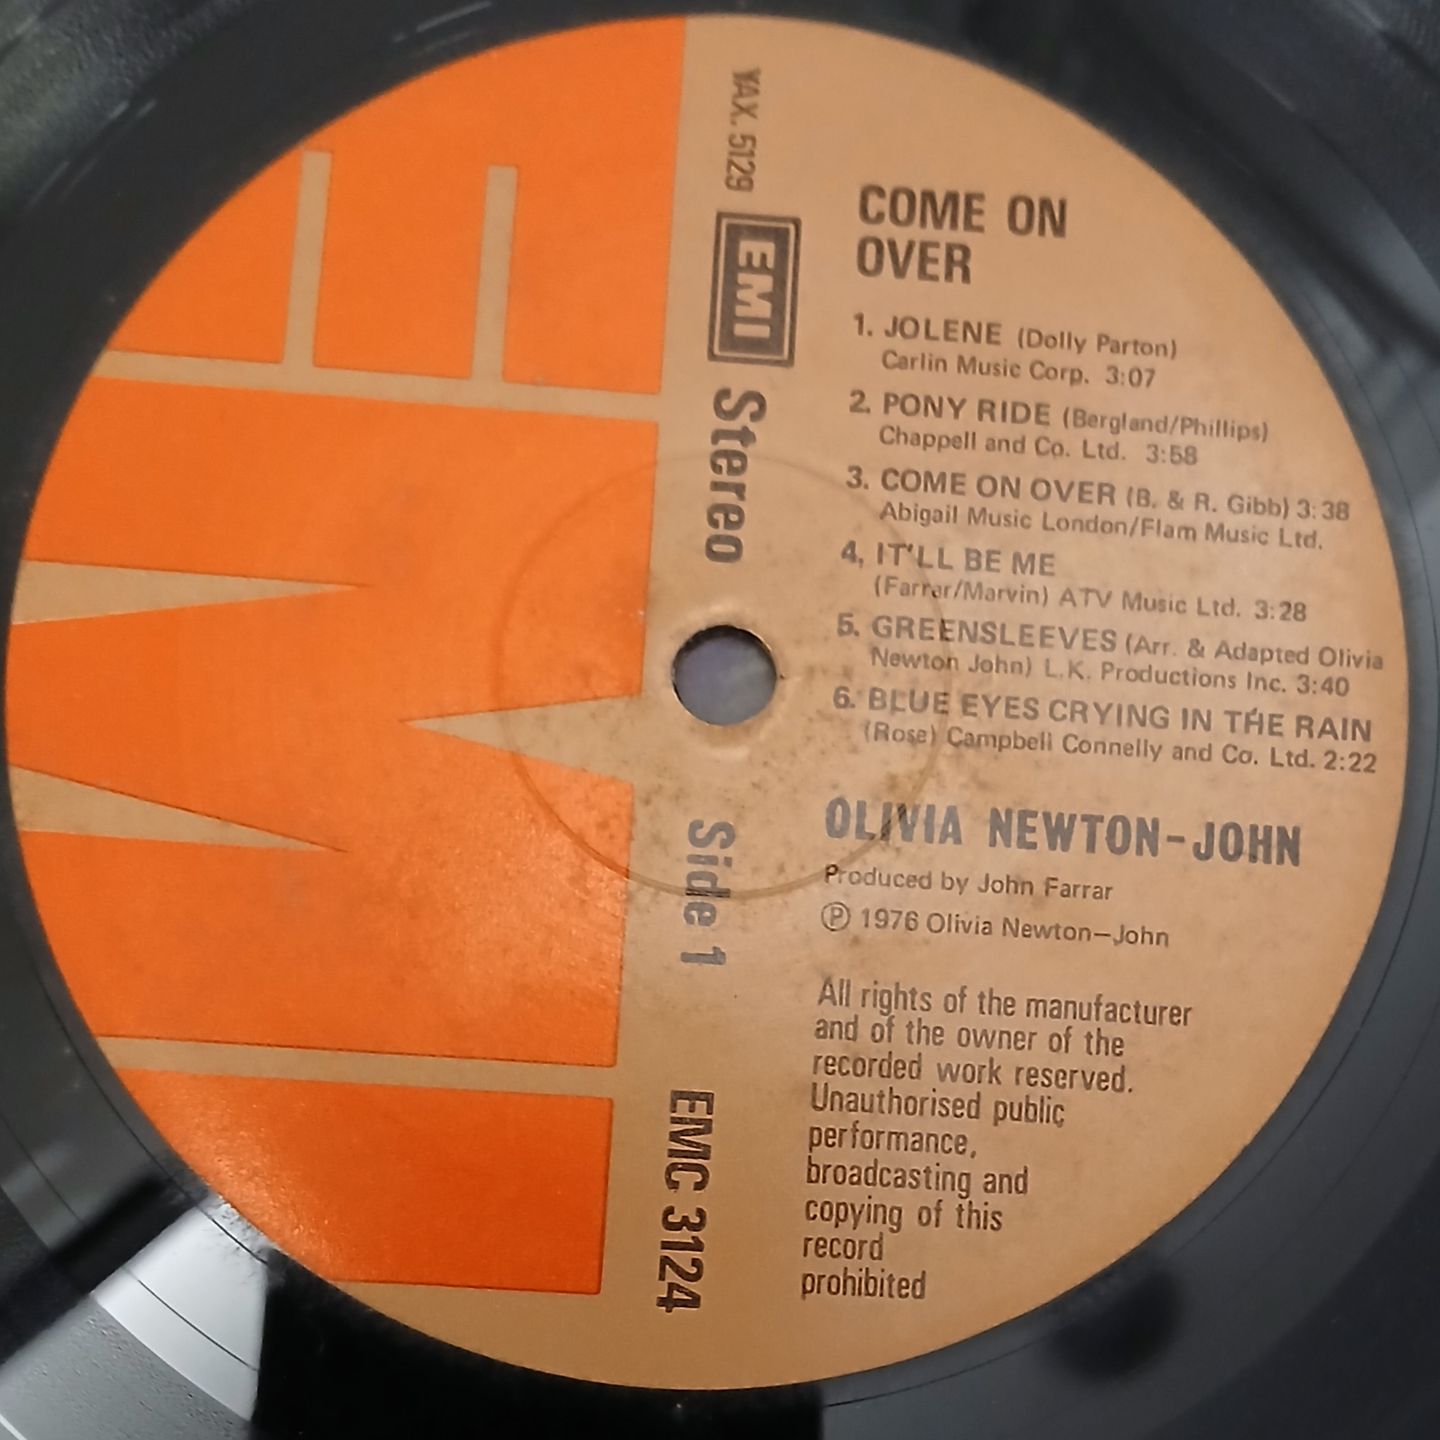 EMI
YAX. 5129
EMI
Stereo
Side 1
EMC 3124
COME ON
OVER
1. JOLENE (Dolly Parton)
Carlin Music Corp. 3:07
2. PONY RIDE (Bergland/Phillips)
Chappell and Co. Ltd. 3:58
3. COME ON OVER (B. & R. Gibb) 3:38
Abigail Music London/Flam Music Ltd.
4. IT'LL BE ME
(Farrar/Marvin) ATV Music Ltd. 3:28
5. GREENSLEEVES (Arr. & Adapted Olivia
Newton John) L.K. Productions Inc. 3:40
6. BLUE EYES CRYING IN THE RAIN
(Rose) Campbell Connelly and Co. Ltd. 2:22
OLIVIA NEWTON-JOHN
Produced by John Farrar
℗ 1976 Olivia Newton-John
All rights of the manufacturer
and of the owner of the
recorded work reserved.
Unauthorised public
performance,
broadcasting and
copying of this
record
prohibited